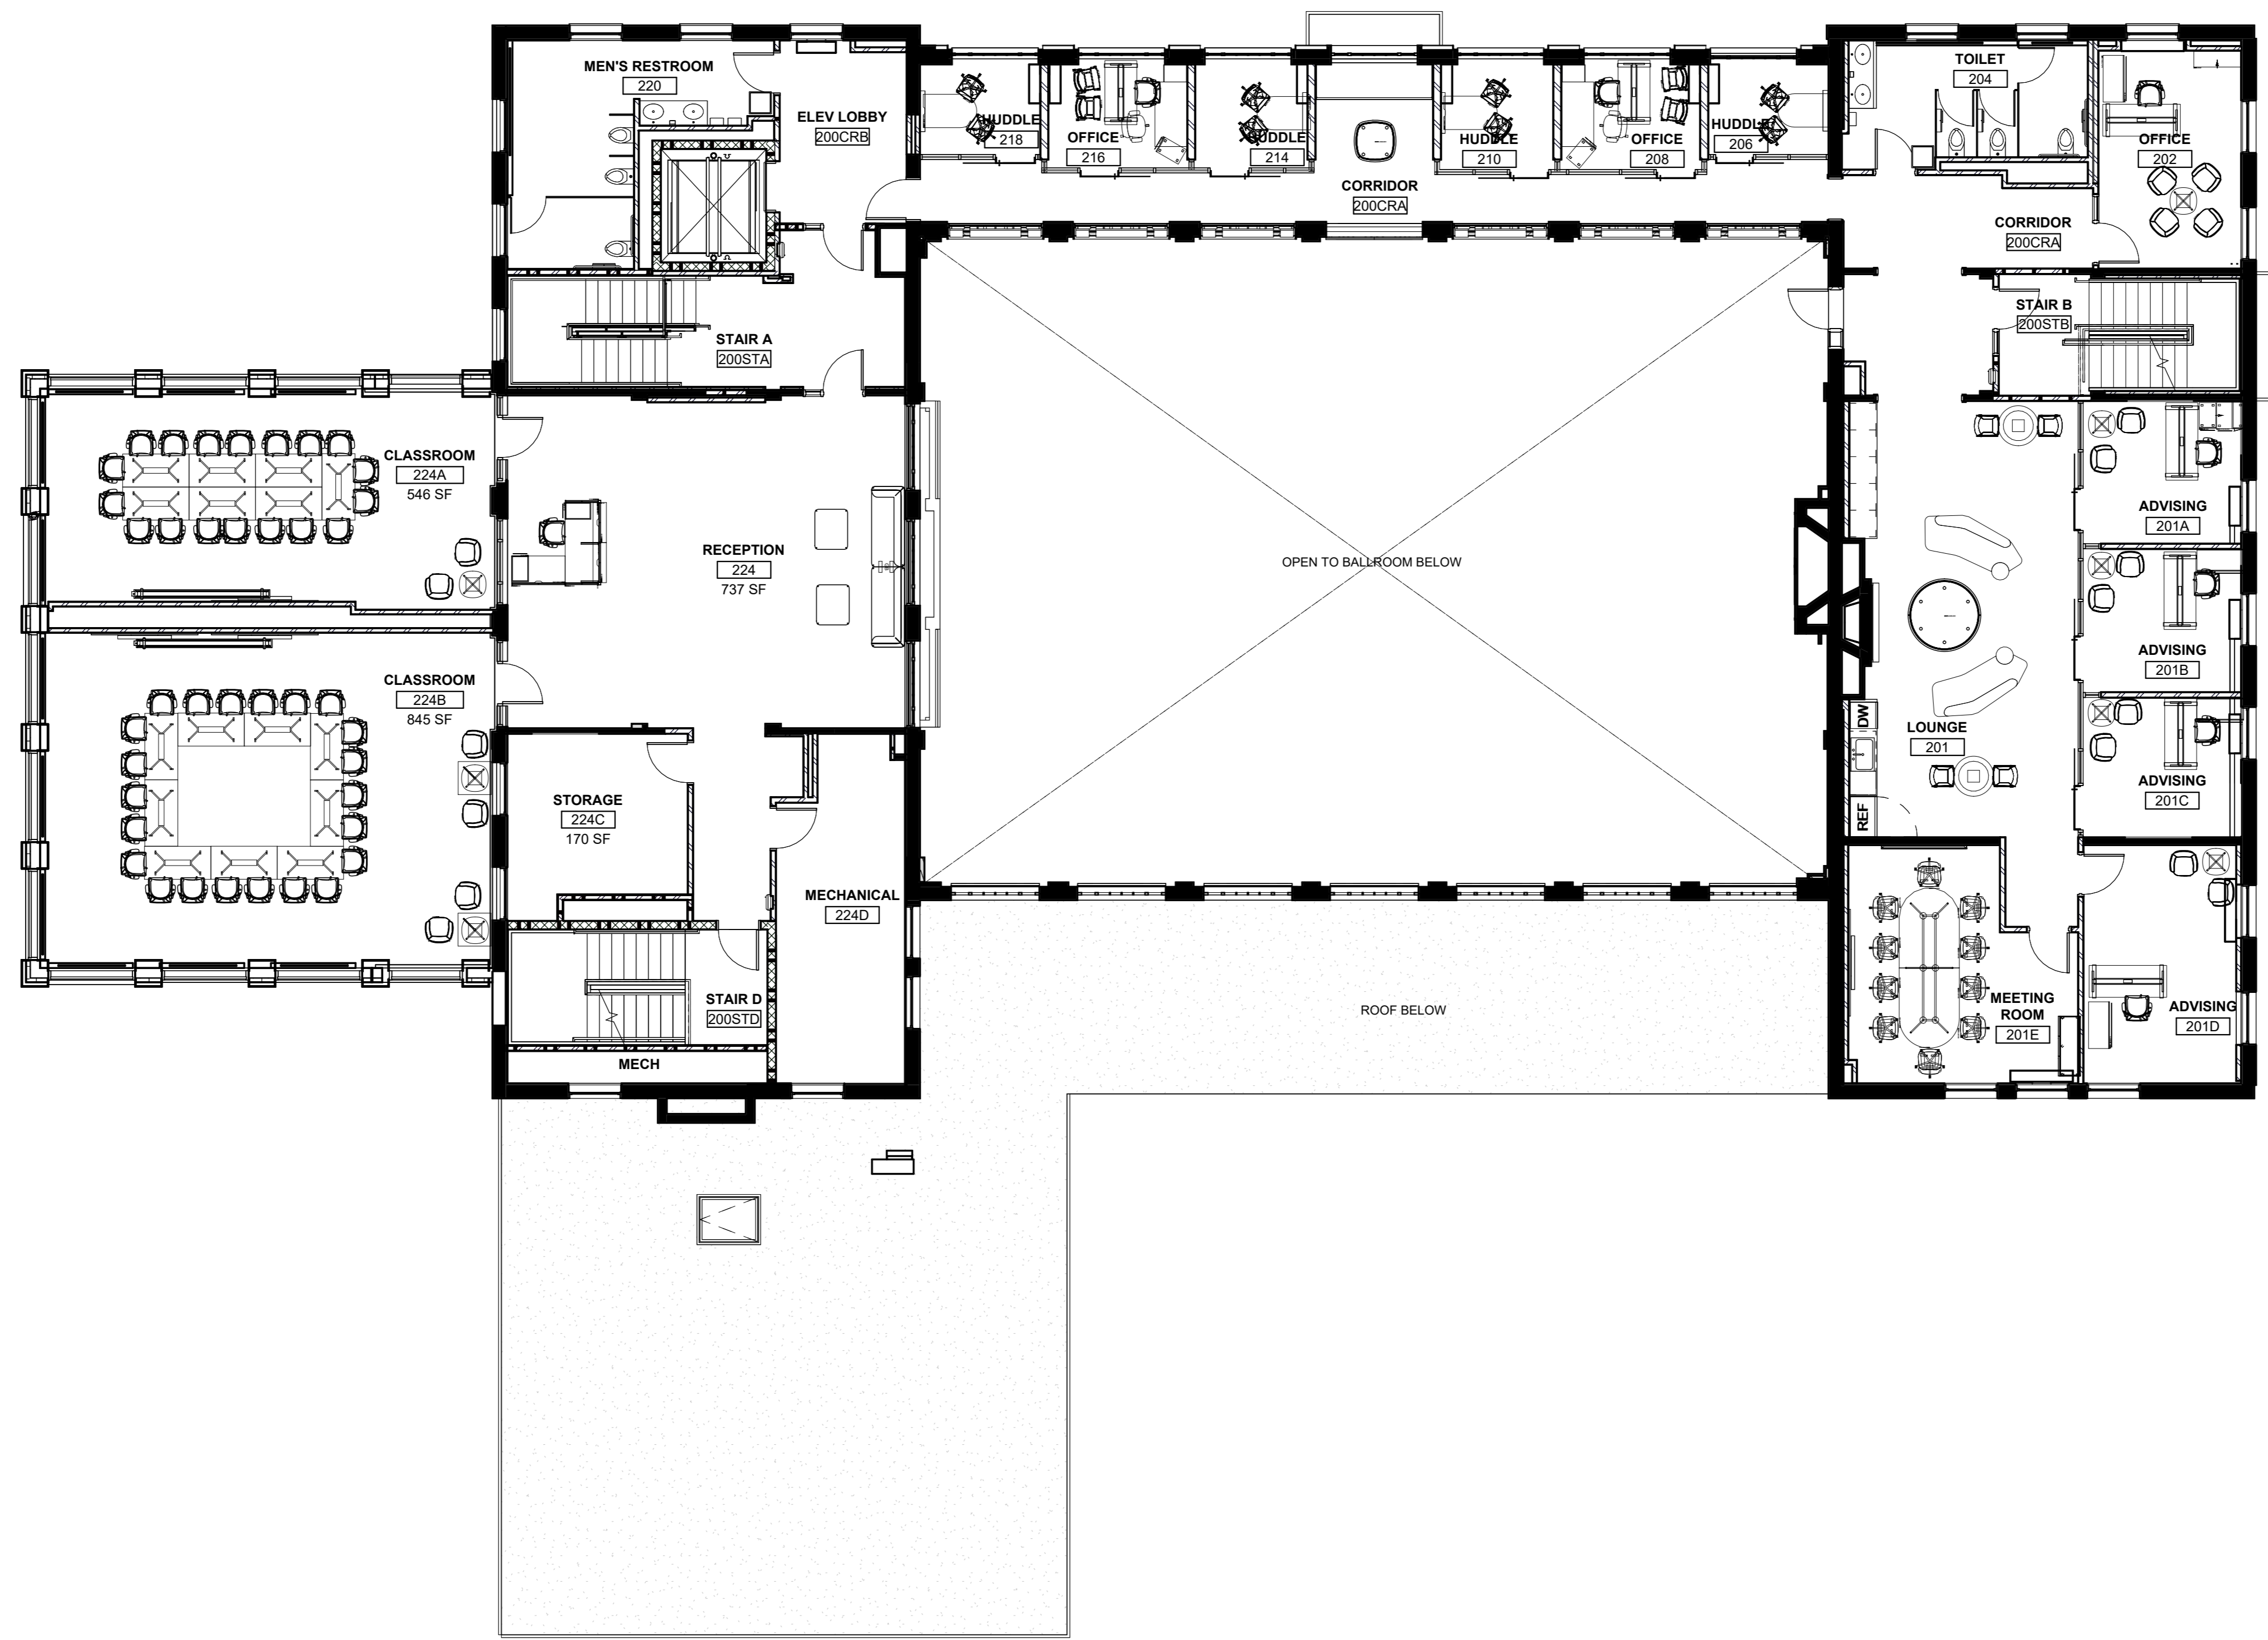 MEN'S RESTROOM
220
ELEV LOBBY
200CRB
HUDDLE
218
OFFICE
216
HUDDLE
214
CORRIDOR
200CRA
HUDDLE
210
OFFICE
208
HUDDLE
206
TOILET
204
OFFICE
202
CORRIDOR
200CRA
STAIR A
200STA
STAIR B
200STB
CLASSROOM
224A
546 SF
RECEPTION
224
737 SF
OPEN TO BALLROOM BELOW
ADVISING
201A
ADVISING
201B
CLASSROOM
224B
845 SF
DW
LOUNGE
201
ADVISING
201C
REF
STORAGE
224C
170 SF
MECHANICAL
224D
STAIR D
200STD
MECH
ROOF BELOW
MEETING
ROOM
201E
ADVISING
201D